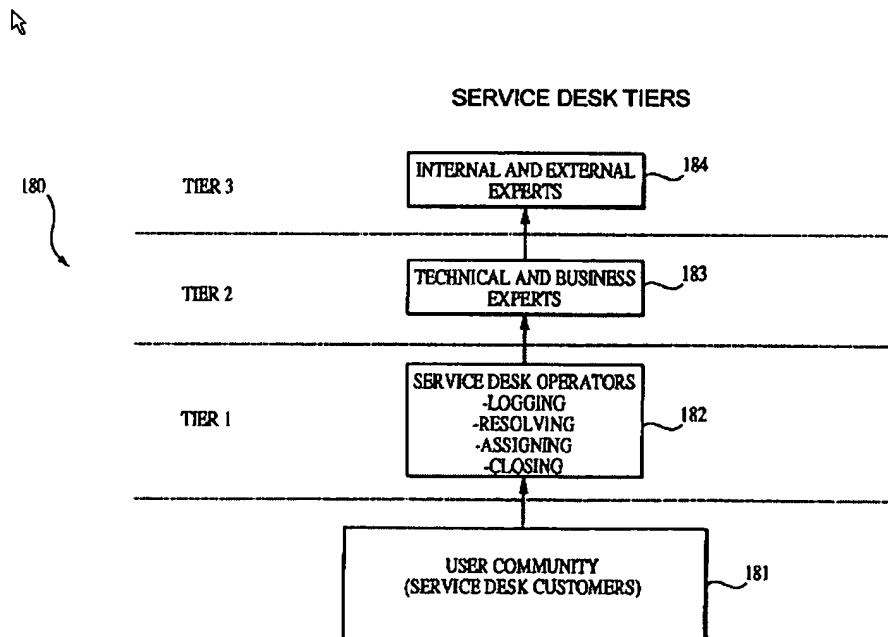 SERVICE DESK TIERS
180
TIER 3
INTERNAL AND EXTERNAL
EXPERTS
184
TIER 2
TECHNICAL AND BUSINESS
EXPERTS
183
TIER 1
SERVICE DESK OPERATORS
-LOGGING
-RESOLVING
-ASSIGNING
-CLOSING
182
USER COMMUNITY
(SERVICE DESK CUSTOMERS)
181